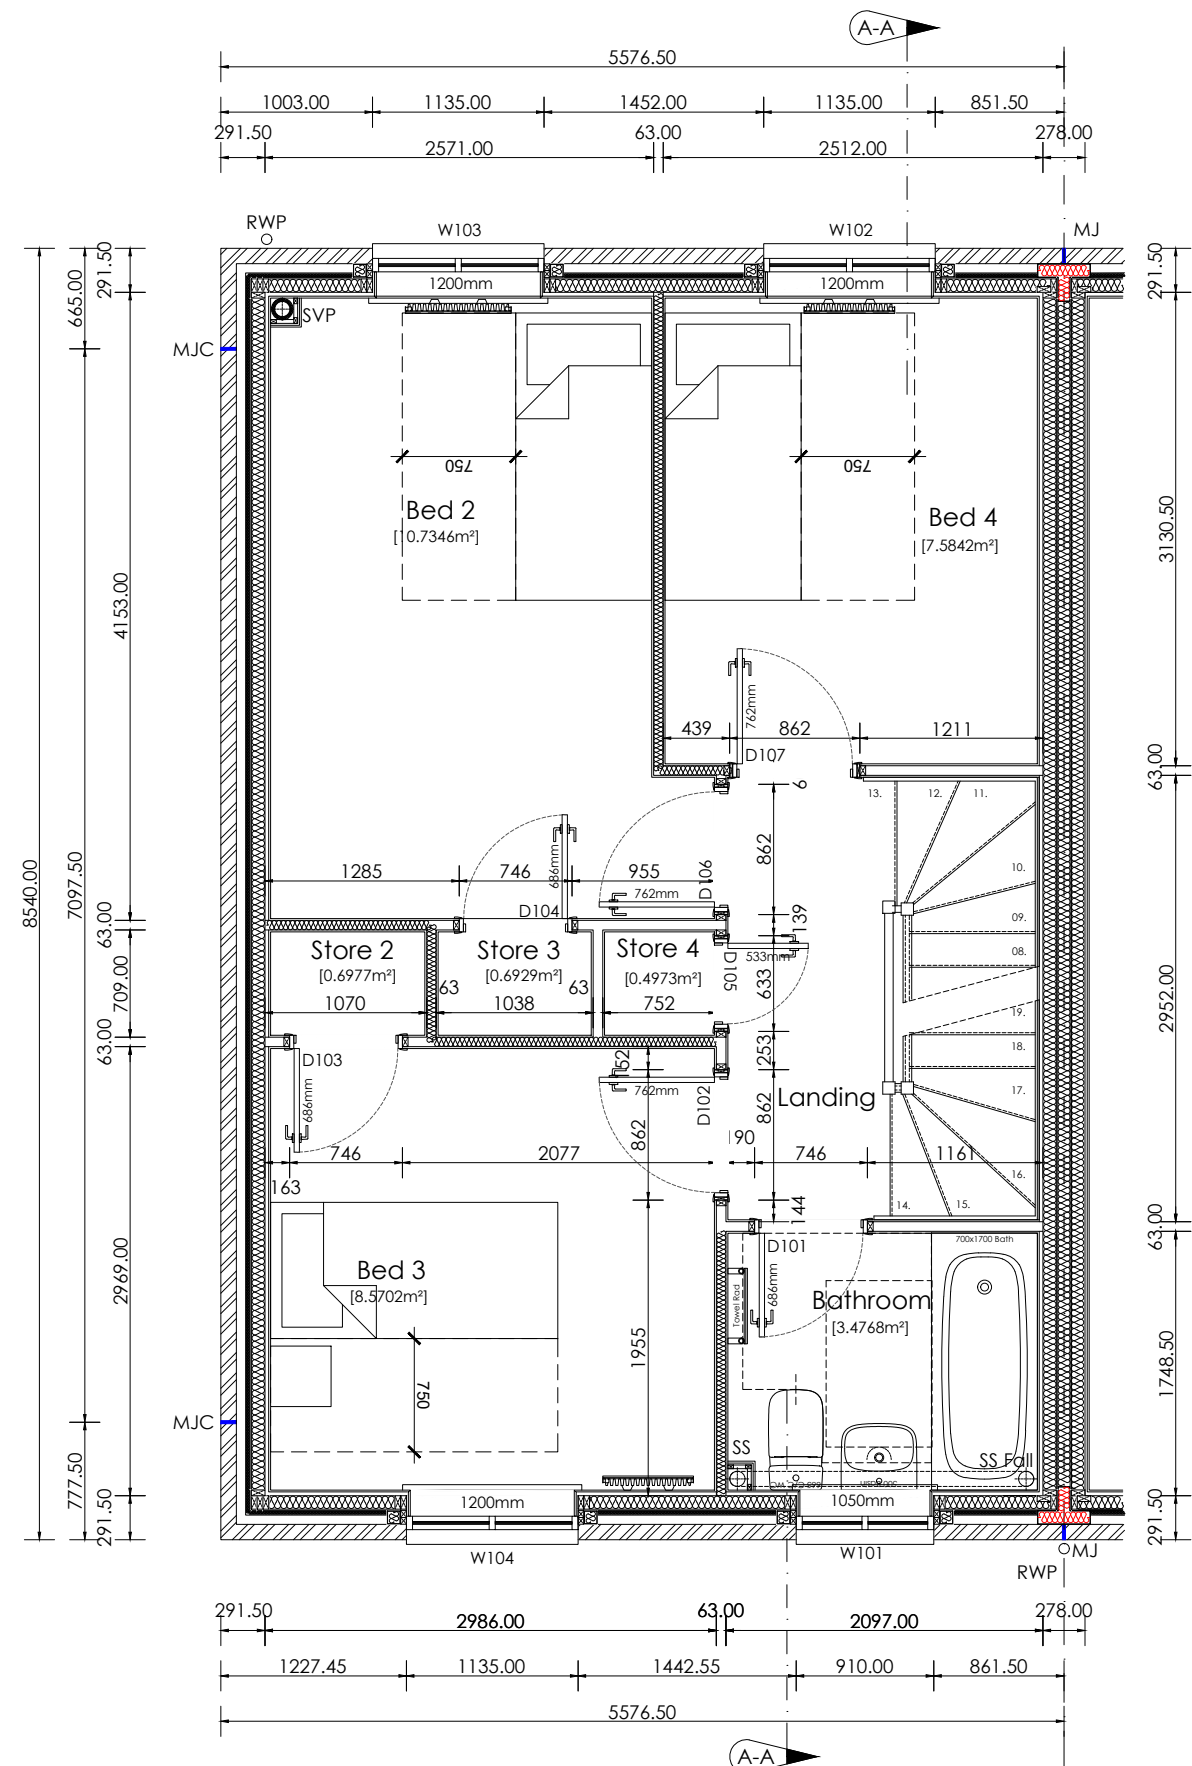 A-A
5576.50
1003.00 1135.00 1452.00 1135.00 851.50
291.50 63.00 278.00
2571.00 2512.00
RWP
W103
W102
MJ
1200mm
1200mm
SVP
MJC
291.50
665.00
291.50
750
750
Bed 2
[10.7346m²]
Bed 4
[7.5842m²]
3130.50
4153.00
762mm
439 862 1211
D107
63.00
6
13. 12. 11.
862
10.
686mm
1285 746 955
D106
762mm
D104
8540.00
7097.50
139
09.
63.00
Store 2
[0.6977m²]
Store 3
[0.6929m²]
Store 4
[0.4973m²]
533mm
D105
633
08.
2952.00
709.00
63 63
1070 1038 752
19.
63.00
D103
52
253
18.
762mm
D102
686mm
862
862
Landing
17.
190
746 2077 746 1161
163
16.
144
14. 15.
63.00
D101
700x1700 Bath
2969.00
Bed 3
[8.5702m²]
Towel Rad
686mm
Bathroom
[3.4768m²]
1955
750
1748.50
MJC
SS
SS Fall
777.50
291.50
1200mm
1050mm
291.50
W104
W101
MJ
RWP
291.50 63.00 278.00
2986.00 2097.00
1227.45 1135.00 1442.55 910.00 861.50
5576.50
A-A